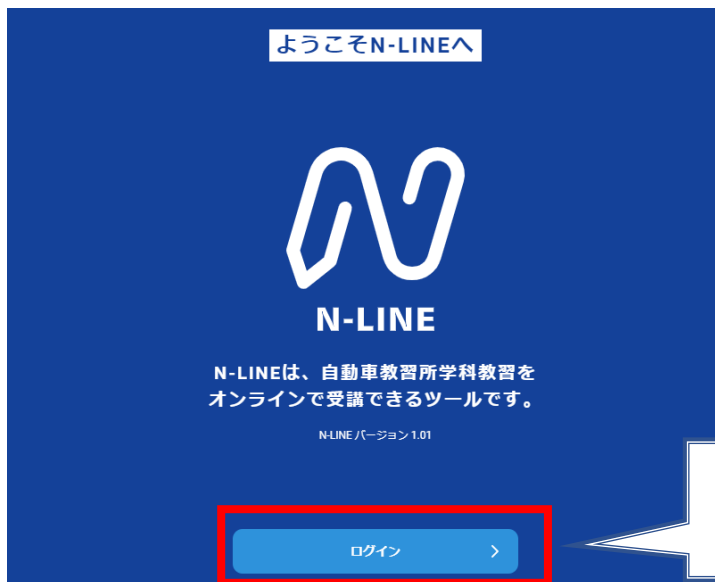 ようこそN-LINEへ
N-LINE
N-LINEは、自動車教習所学科教習を
オンラインで受講できるツールです。
N-LINE バージョン 1.01
ログイン